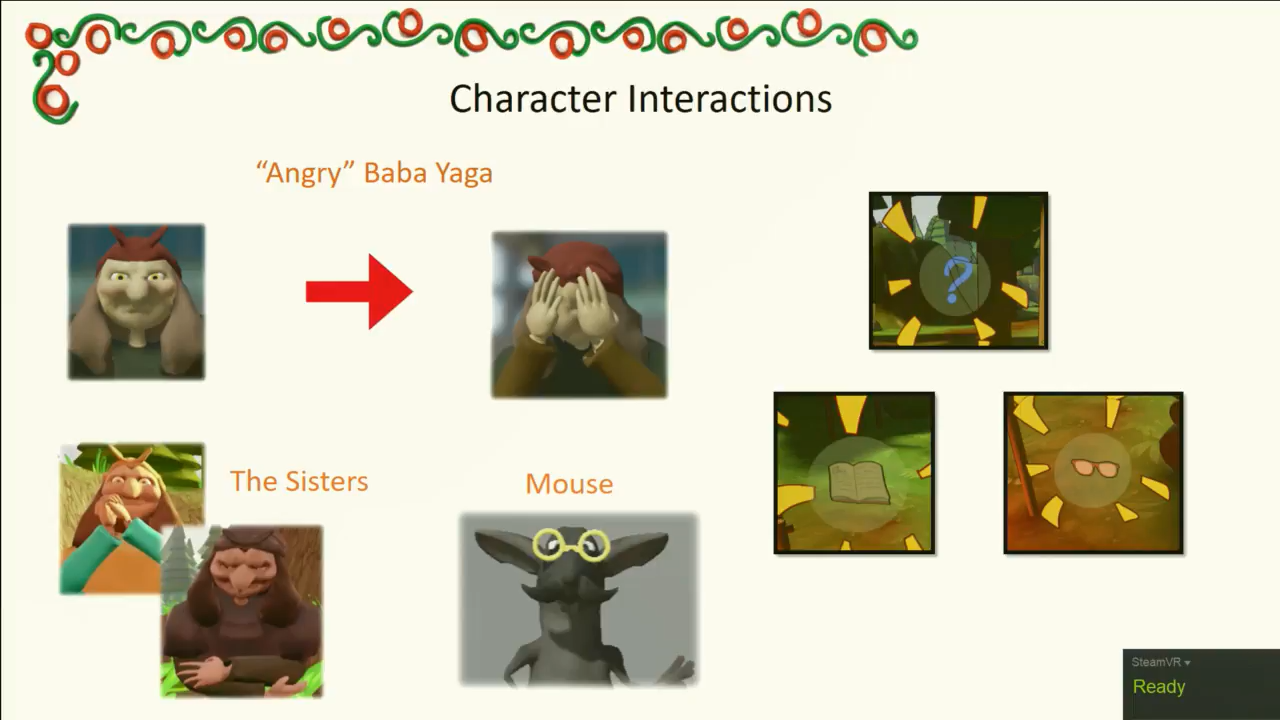 Character Interactions
“Angry” Baba Yaga
?
The Sisters
Mouse
SteamVR
Ready